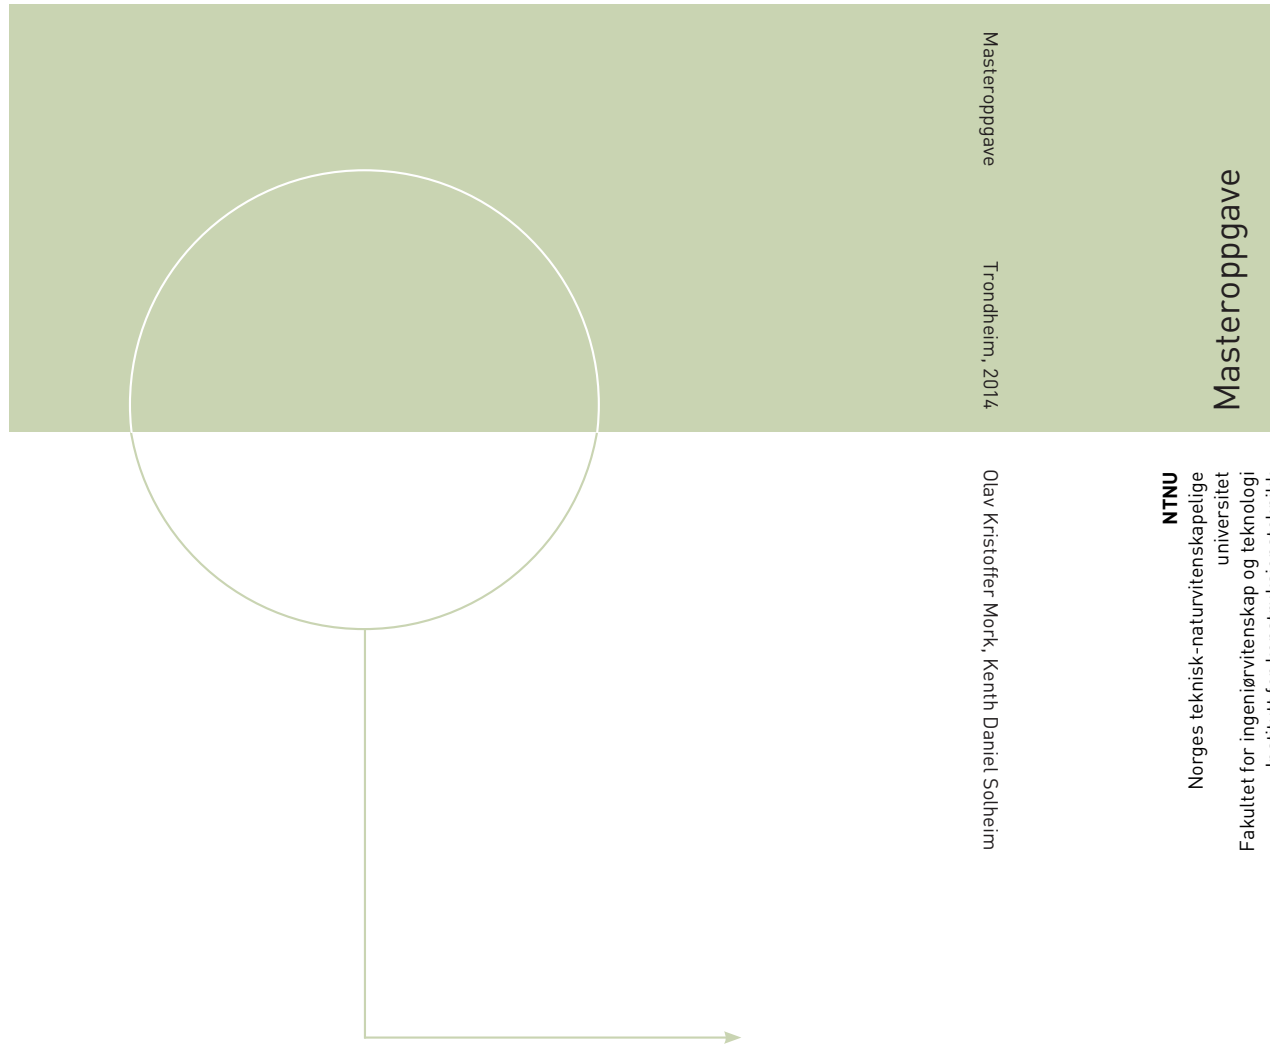 Masteroppgave
Trondheim, 2014
Olav Kristoffer Mork, Kenth Daniel Solheim
Masteroppgave
NTNU
Norges teknisk-naturvitenskapelige
universitet
Fakultet for ingeniørvitenskap og teknologi